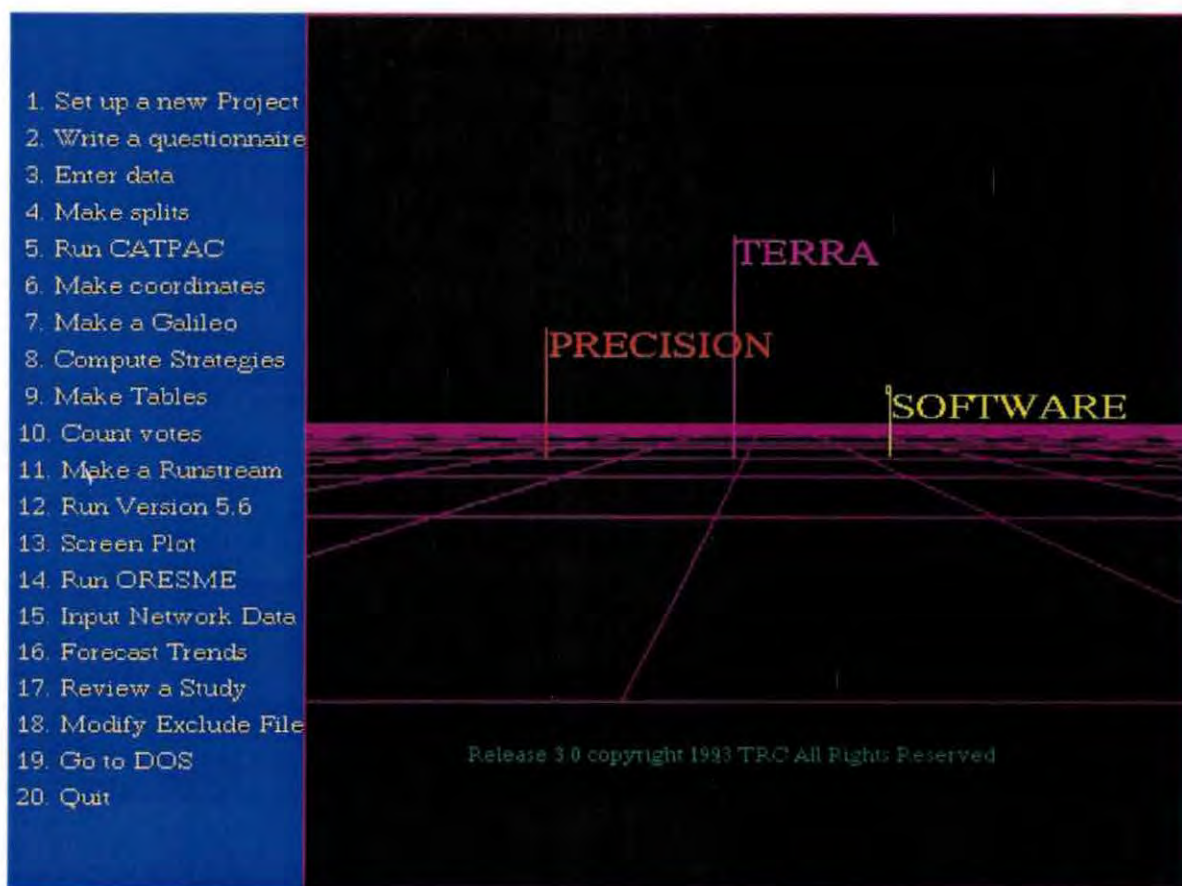 1. Set up a new Project
2. Write a questionnaire
3. Enter data
4. Make splits
5. Run CATPAC
6. Make coordinates
7. Make a Galileo
8. Compute Strategies
9. Make Tables
10. Count votes
11. Make a Runstream
12. Run Version 5.6
13. Screen Plot
14. Run ORESME
15. Input Network Data
16. Forecast Trends
17. Review a Study
18. Modify Exclude File
19. Go to DOS
20. Quit
TERRA
PRECISION
SOFTWARE
Release 3.0 copyright 1993 TRC All Rights Reserved